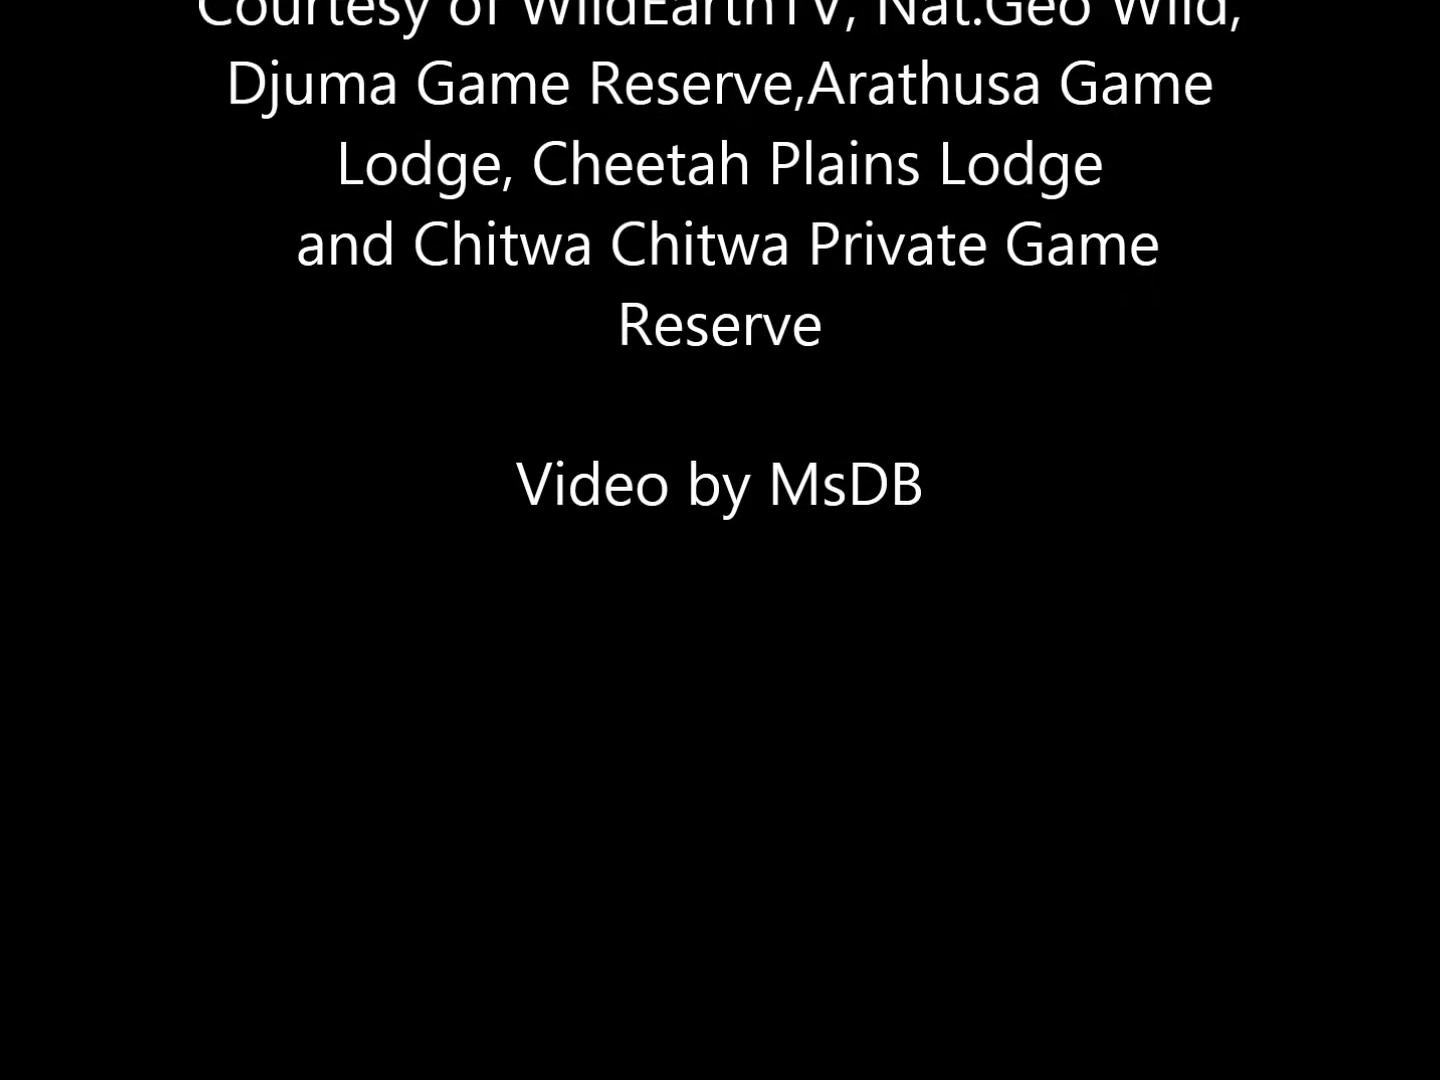 Courtesy of WildEarthTV, Nat.Geo Wild,
Djuma Game Reserve,Arathusa Game
Lodge, Cheetah Plains Lodge
and Chitwa Chitwa Private Game
Reserve
Video by MsDB